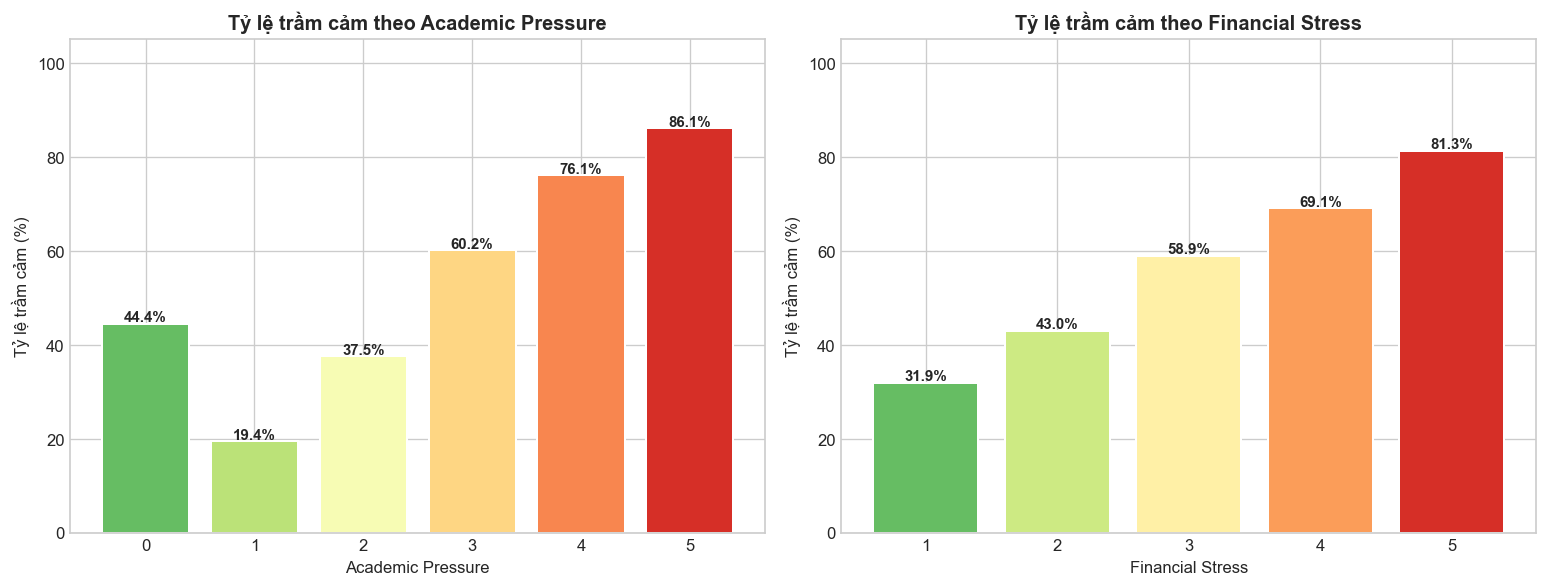 Tỷ lệ trầm cảm theo Academic Pressure
Tỷ lệ trầm cảm (%)
100
80
60
40
20
0
44.4%
19.4%
37.5%
60.2%
76.1%
86.1%
0 1 2 3 4 5
Academic Pressure
Tỷ lệ trầm cảm theo Financial Stress
Tỷ lệ trầm cảm (%)
100
80
60
40
20
0
31.9%
43.0%
58.9%
69.1%
81.3%
1 2 3 4 5
Financial Stress